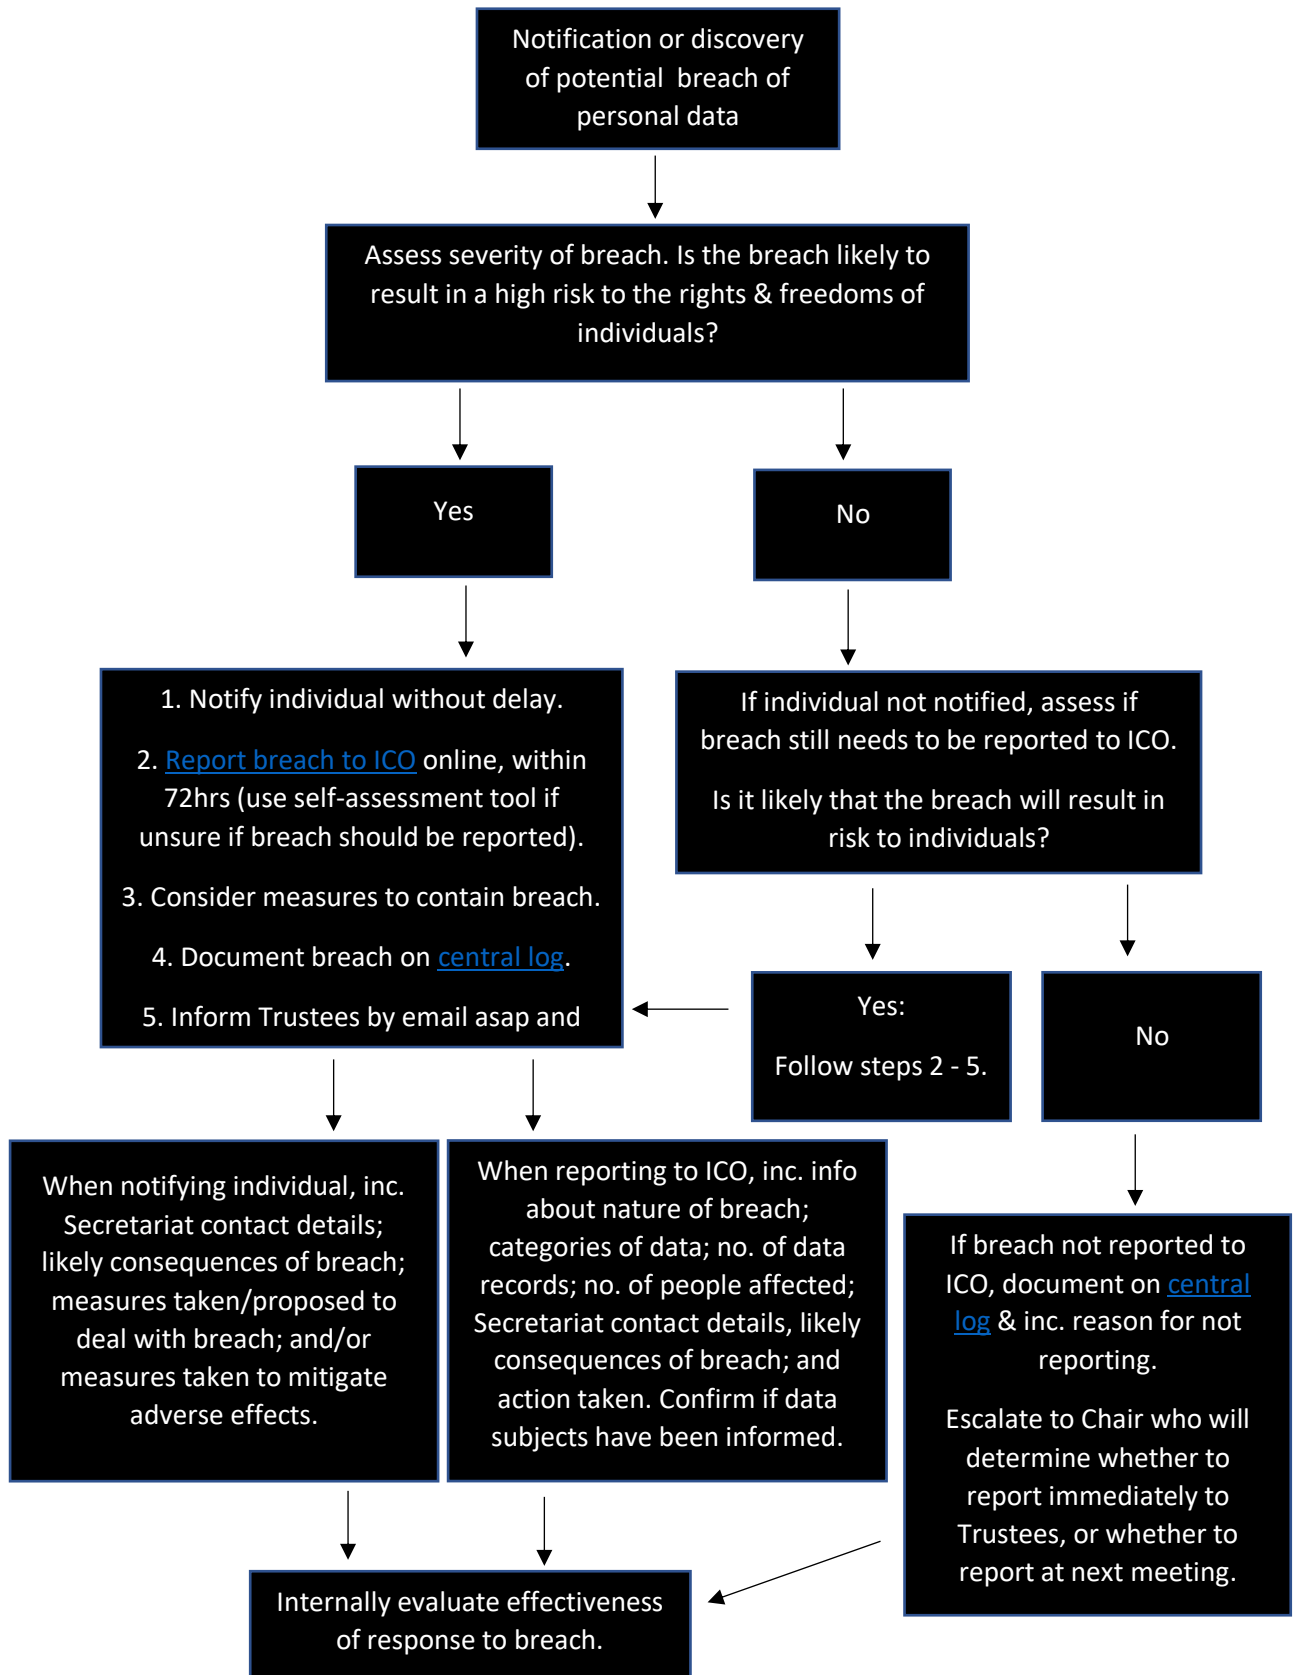 Notification or discovery
of potential breach of
personal data
Assess severity of breach. Is the breach likely to
result in a high risk to the rights & freedoms of
individuals?
Yes
No
1. Notify individual without delay.
2. Report breach to ICO online, within
72hrs (use self-assessment tool if
unsure if breach should be reported).
3. Consider measures to contain breach.
4. Document breach on central log.
5. Inform Trustees by email asap and
If individual not notified, assess if
breach still needs to be reported to ICO.
Is it likely that the breach will result in
risk to individuals?
Yes:
Follow steps 2 - 5.
No
When notifying individual, inc.
Secretariat contact details;
likely consequences of breach;
measures taken/proposed to
deal with breach; and/or
measures taken to mitigate
adverse effects.
When reporting to ICO, inc. info
about nature of breach;
categories of data; no. of data
records; no. of people affected;
Secretariat contact details, likely
consequences of breach; and
action taken. Confirm if data
subjects have been informed.
If breach not reported to
ICO, document on central
log & inc. reason for not
reporting.
Escalate to Chair who will
determine whether to
report immediately to
Trustees, or whether to
report at next meeting.
Internally evaluate effectiveness
of response to breach.